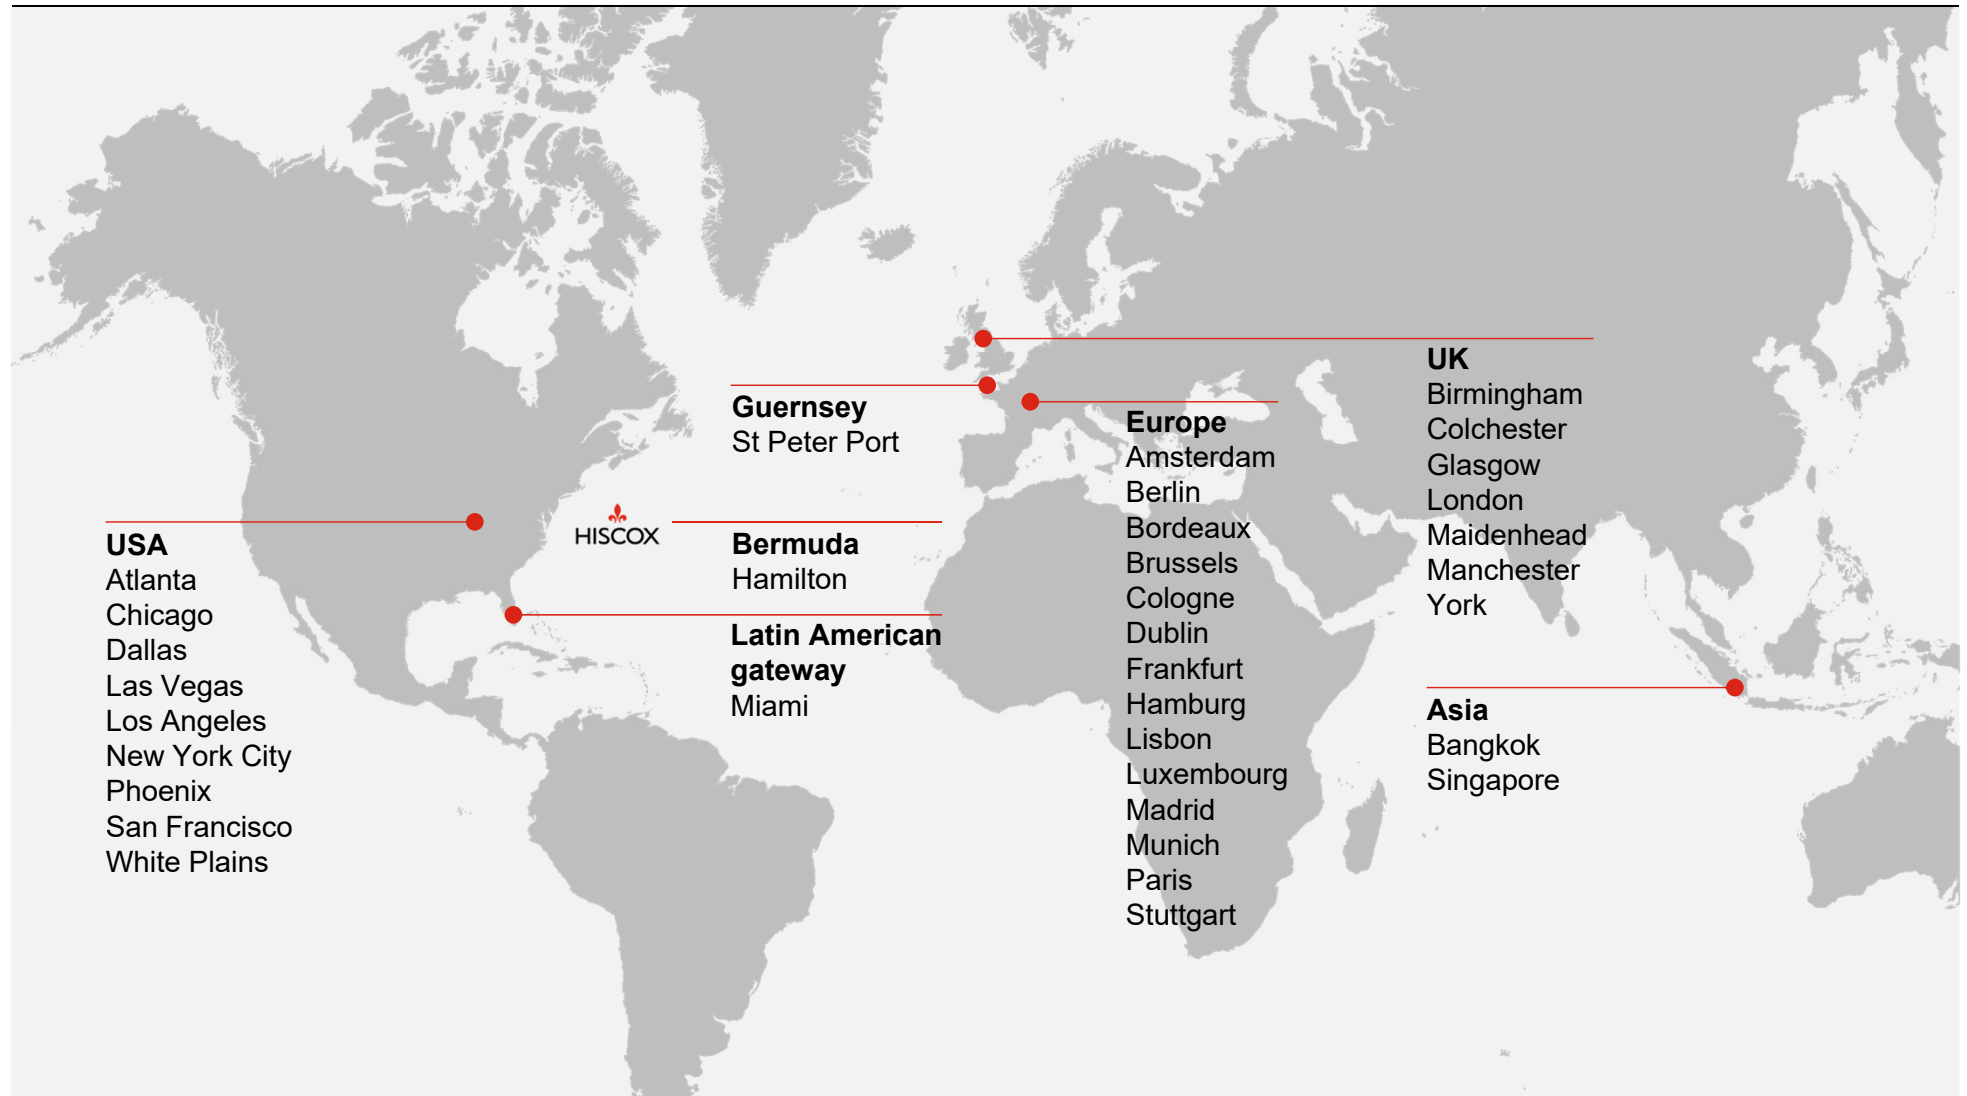 USA
Atlanta
Chicago
Dallas
Las Vegas
Los Angeles
New York City
Phoenix
San Francisco
White Plains
HISCOX
Guernsey
St Peter Port
Bermuda
Hamilton
Latin American
gateway
Miami
Europe
Amsterdam
Berlin
Bordeaux
Brussels
Cologne
Dublin
Frankfurt
Hamburg
Lisbon
Luxembourg
Madrid
Munich
Paris
Stuttgart
UK
Birmingham
Colchester
Glasgow
London
Maidenhead
Manchester
York
Asia
Bangkok
Singapore